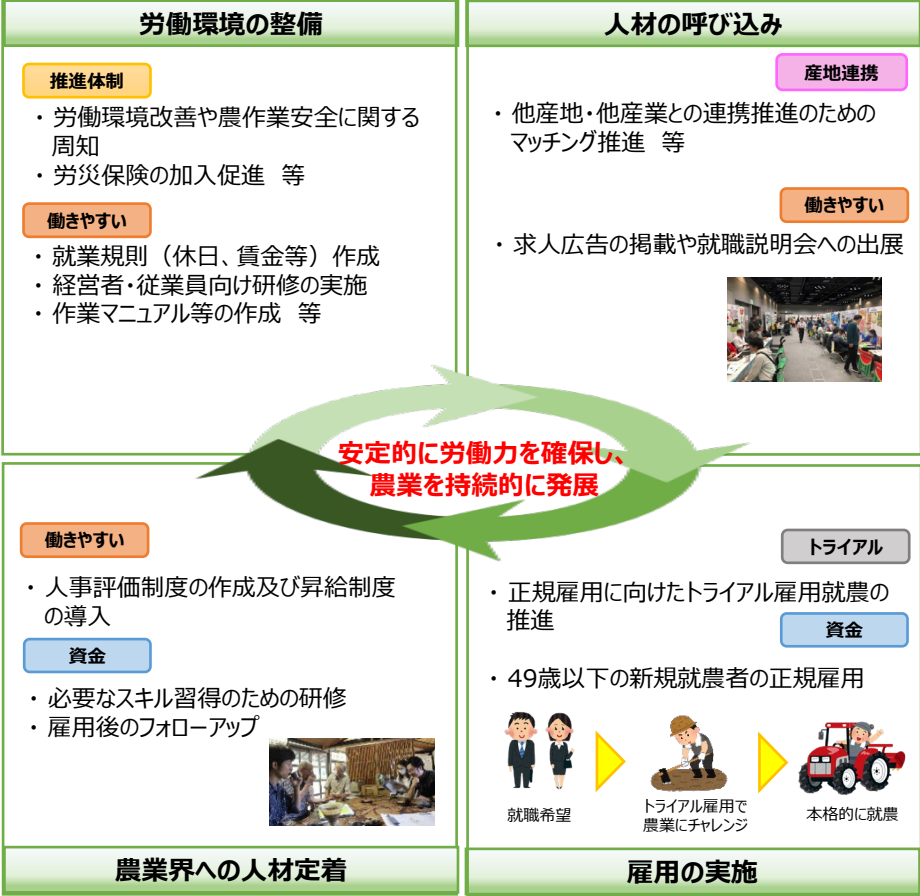 労働環境の整備
推進体制
・労働環境改善や農作業安全に関する
周知
・労災保険の加入促進 等
働きやすい
・就業規則（休日、賃金等）作成
・経営者・従業員向け研修の実施
・作業マニュアル等の作成 等
人材の呼び込み
産地連携
・他産地・他産業との連携推進のための
マッチング推進 等
働きやすい
・求人広告の掲載や就職説明会への出展
安定的に労働力を確保し、
農業を持続的に発展
働きやすい
・人事評価制度の作成及び昇給制度
の導入
資金
・必要なスキル習得のための研修
・雇用後のフォローアップ
農業界への人材定着
トライアル
・正規雇用に向けたトライアル雇用就農の
推進
資金
・49歳以下の新規就農者の正規雇用
就職希望
トライアル雇用で
農業にチャレンジ
本格的に就農
雇用の実施